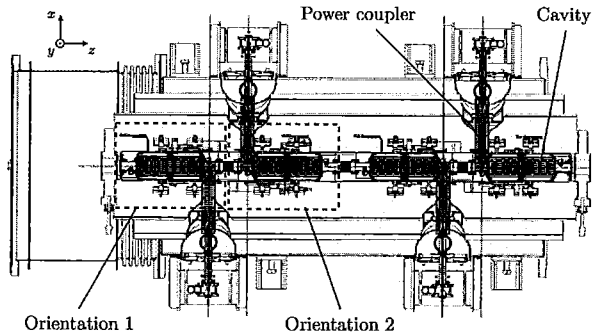 Power coupler
Cavity
x
y
z
Orientation 1
Orientation 2